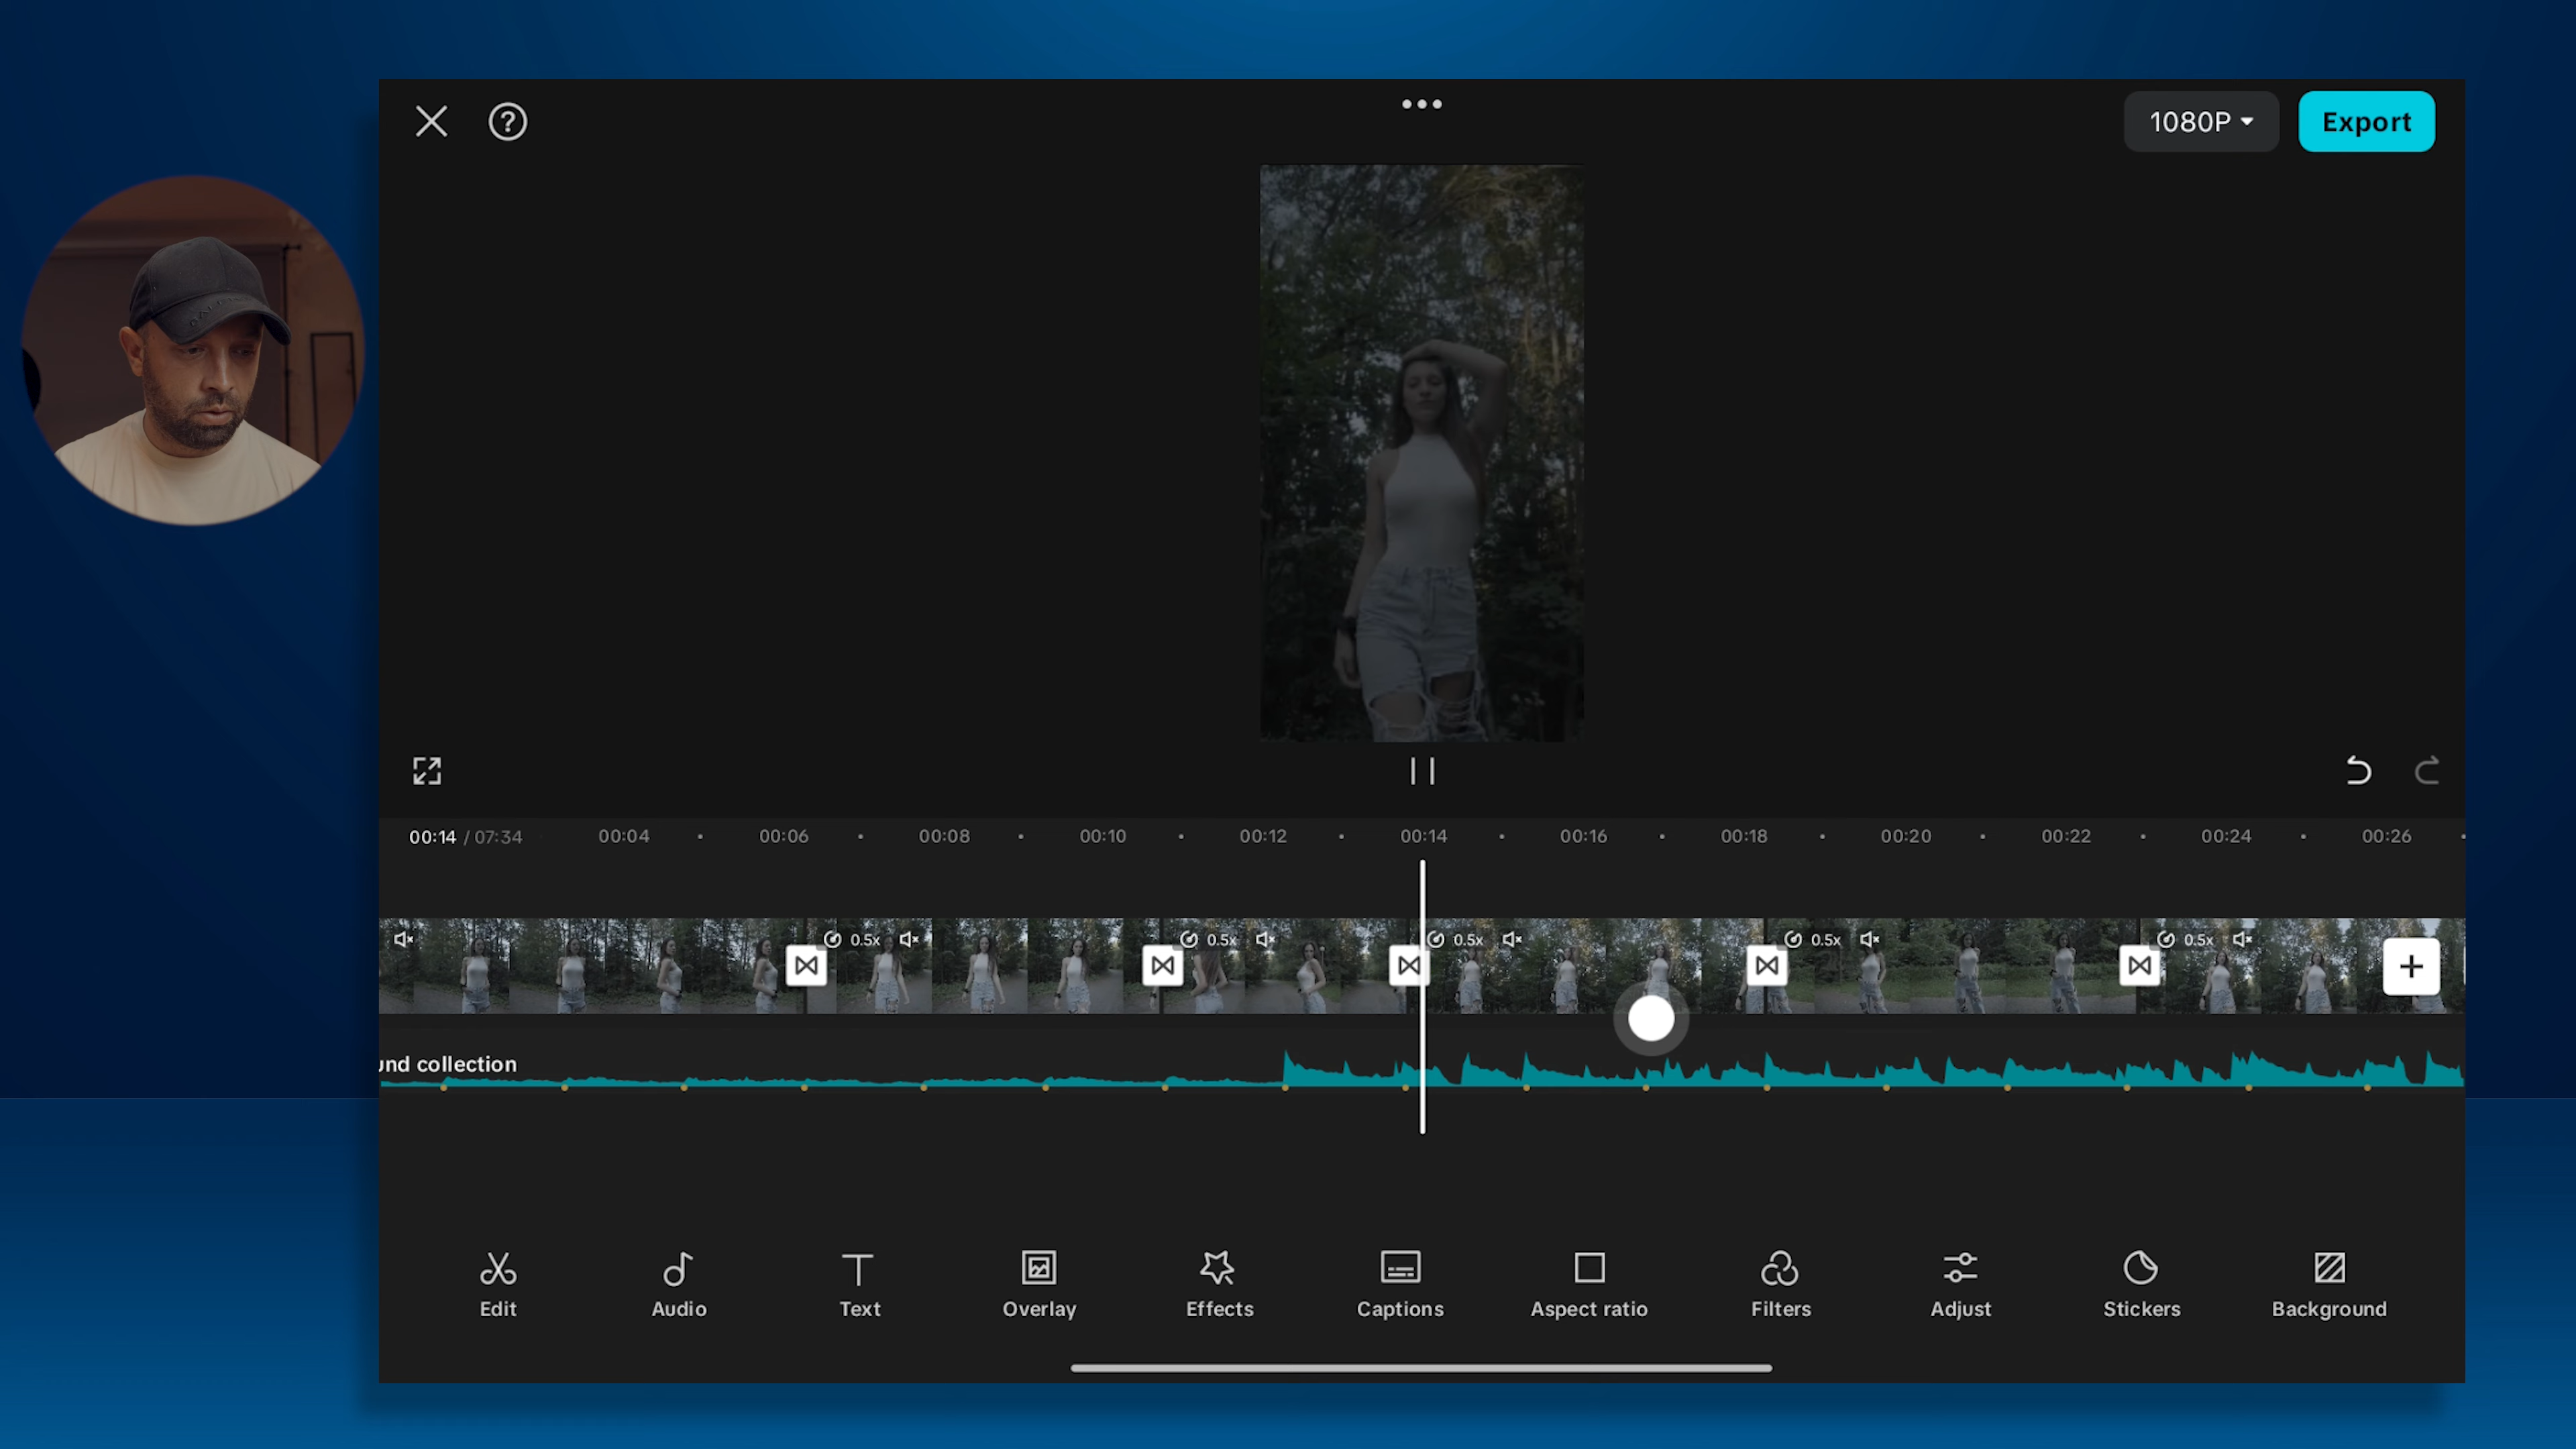 1080P
Export
00:14 / 07:34 00:04 00:06 00:08 00:10 00:12 00:14 00:16 00:18 00:20 00:22 00:24 00:26
0.5x 0.5x 0.5x 0.5x 0.5x
und collection
Edit Audio Text Overlay Effects Captions Aspect ratio Filters Adjust Stickers Background